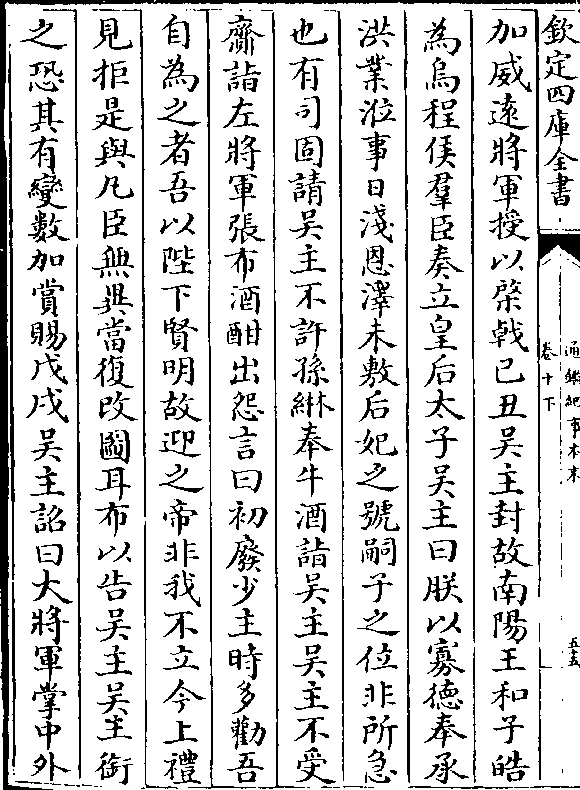 欽定四庫全書
通鑑紀事本末
卷十下
五十五
加威遠將軍授以棨戟己丑吴主封故南陽王和子皓
為烏程侯羣臣奏立皇后太子吴主曰朕以寡德奉承
洪業涖事日淺恩澤未敷后妃之號嗣子之位非所急
也有司固請吴主不許孫綝奉牛酒詣吴主吴主不受
齎詣左將軍張布酒酣出怨言曰初廢少主時多勸吾
自為之者吾以陛下賢明故迎之帝非我不立今上禮
見拒是與凡臣無異當復改圖耳布以告吴主吴主銜
之恐其有變數加賞賜戊戌吴主詔曰大將軍掌中外